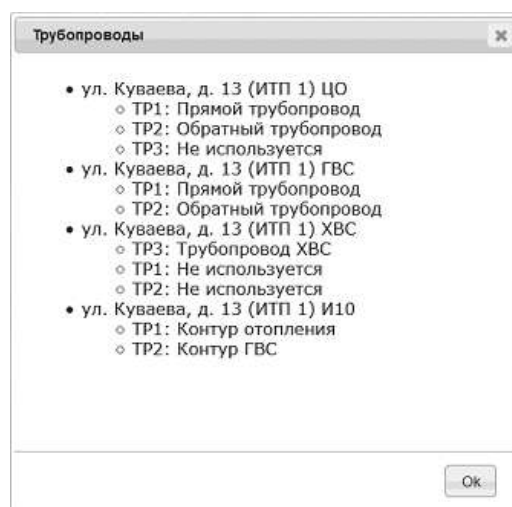 Трубопроводы
ул. Куваева, д. 13 (ИТП 1) ЦО
ТР1: Прямой трубопровод
ТР2: Обратный трубопровод
ТР3: Не используется
ул. Куваева, д. 13 (ИТП 1) ГВС
ТР1: Прямой трубопровод
ТР2: Обратный трубопровод
ул. Куваева, д. 13 (ИТП 1) ХВС
ТР3: Трубопровод ХВС
ТР1: Не используется
ТР2: Не используется
ул. Куваева, д. 13 (ИТП 1) И10
ТР1: Контур отопления
ТР2: Контур ГВС
Ok